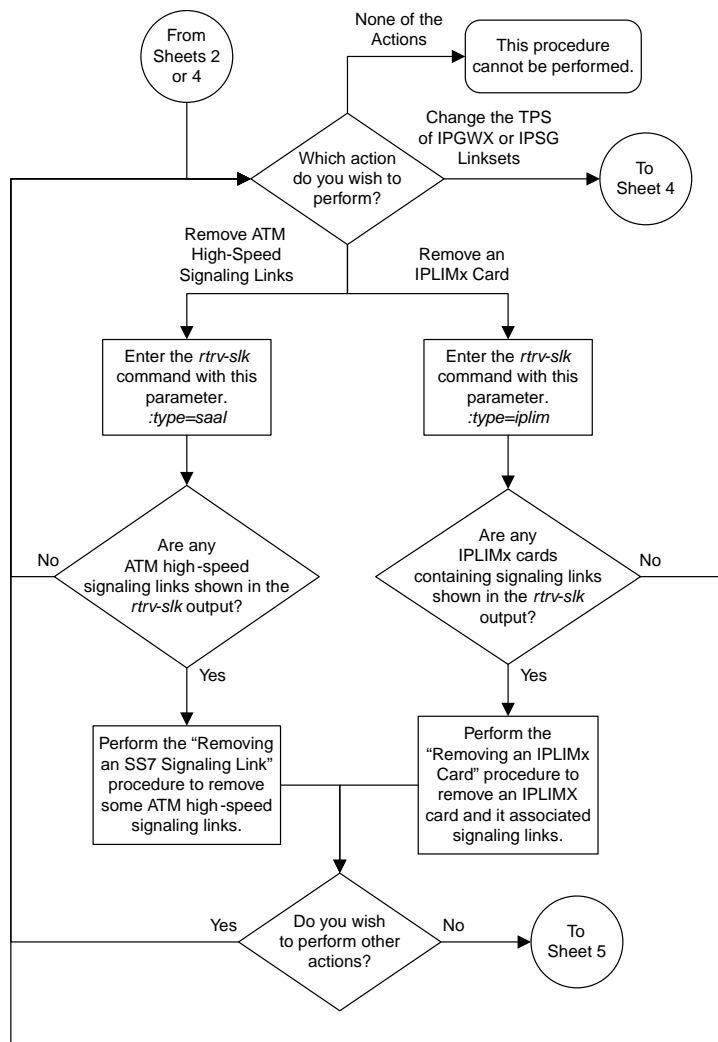 From
Sheets 2
or 4
None of the
Actions
This procedure
cannot be performed.
Change the TPS
of IPGWX or IPSG
Linksets
Which action
do you wish to
perform?
To
Sheet 4
Remove ATM
High-Speed
Signaling Links
Remove an
IPLIMx Card
Enter the rtrv-slk
command with this
parameter.
:type=saal
Enter the rtrv-slk
command with this
parameter.
:type=iplim
No
Are any
ATM high-speed
signaling links shown in the
rtrv-slk output?
Are any
IPLIMx cards
containing signaling links
shown in the rtrv-slk
output?
No
Yes
Yes
Perform the “Removing
an SS7 Signaling Link”
procedure to remove
some ATM high-speed
signaling links.
Perform the
“Removing an IPLIMx
Card” procedure to
remove an IPLIMX
card and it associated
signaling links.
Yes
Do you wish
to perform other
actions?
No
To
Sheet 5